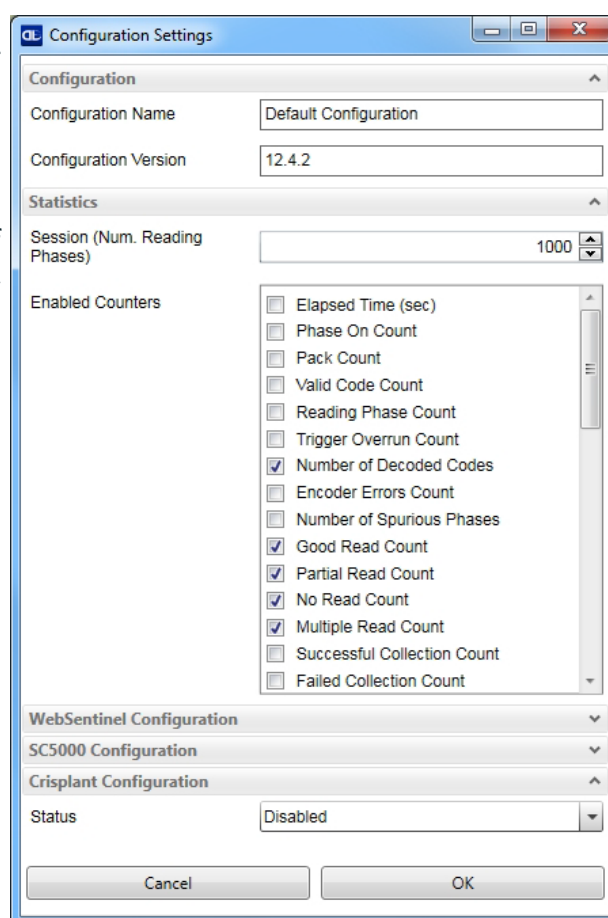 Configuration Settings
Configuration
Configuration Name
Default Configuration
Configuration Version
12.4.2
Statistics
Session (Num. Reading
Phases)
1000
Enabled Counters
Elapsed Time (sec)
Phase On Count
Pack Count
Valid Code Count
Reading Phase Count
Trigger Overrun Count
Number of Decoded Codes
Encoder Errors Count
Number of Spurious Phases
Good Read Count
Partial Read Count
No Read Count
Multiple Read Count
Successful Collection Count
Failed Collection Count
WebSentinel Configuration
SC5000 Configuration
Crisplant Configuration
Status
Disabled
Cancel
OK